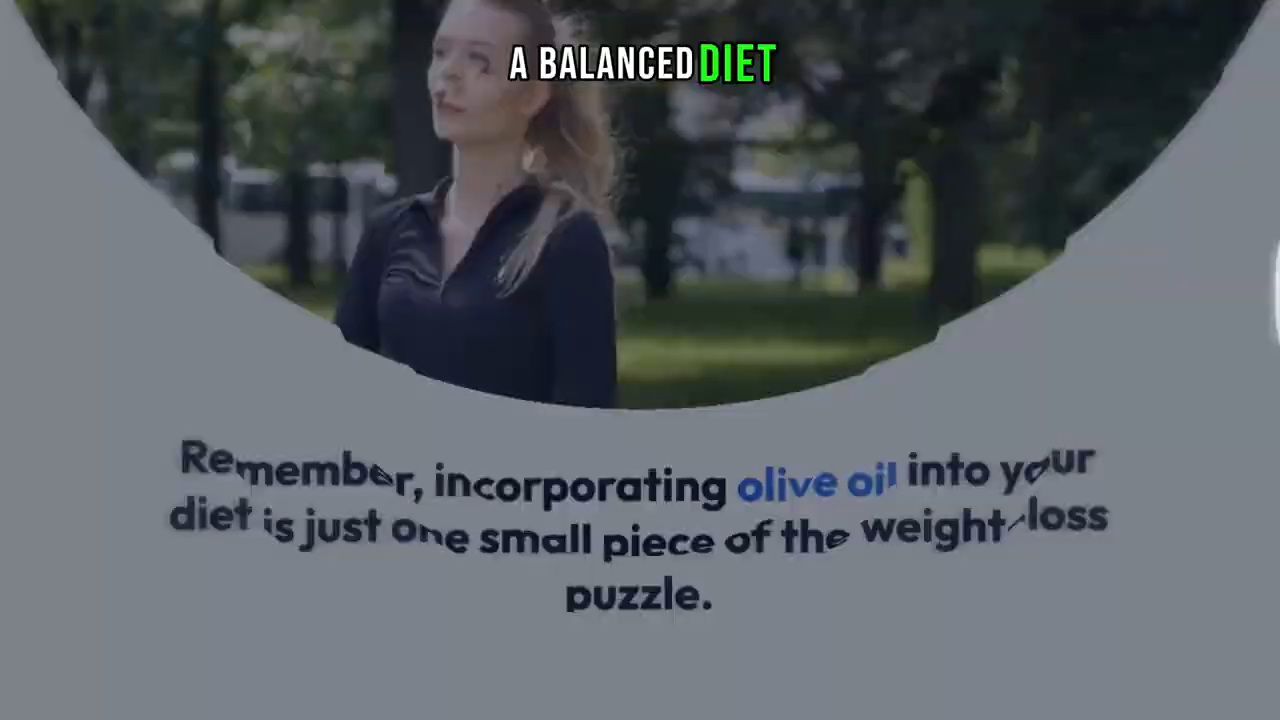 A BALANCED DIET
Remember, incorporating olive oil into your
diet is just one small piece of the weight-loss
puzzle.